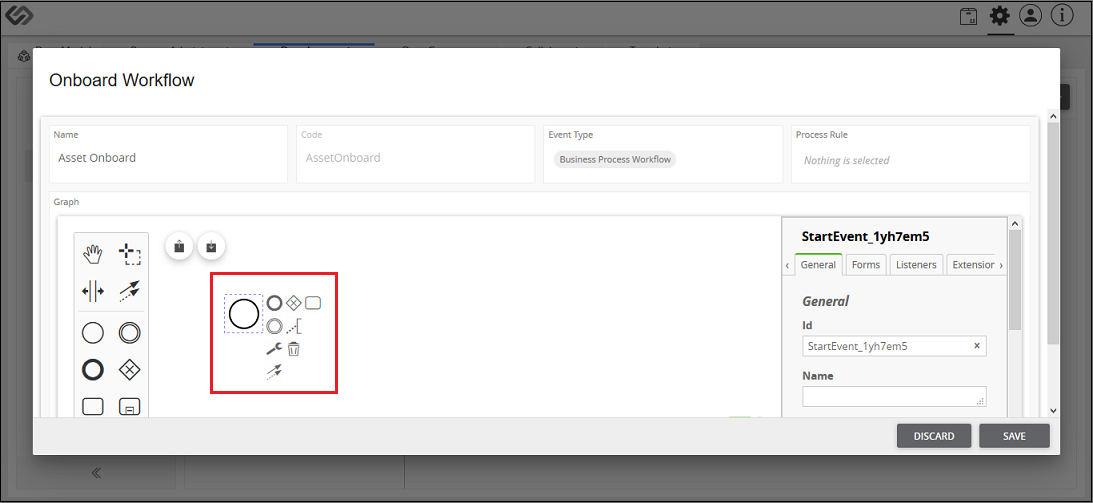 Onboard Workflow
Name
Asset Onboard
Code
AssetOnboard
Event Type
Business Process Workflow
Process Rule
Nothing is selected
Graph
StartEvent_1yh7em5
General
Forms
Listeners
Extension
General
Id
StartEvent_1yh7em5
Name
DISCARD
SAVE